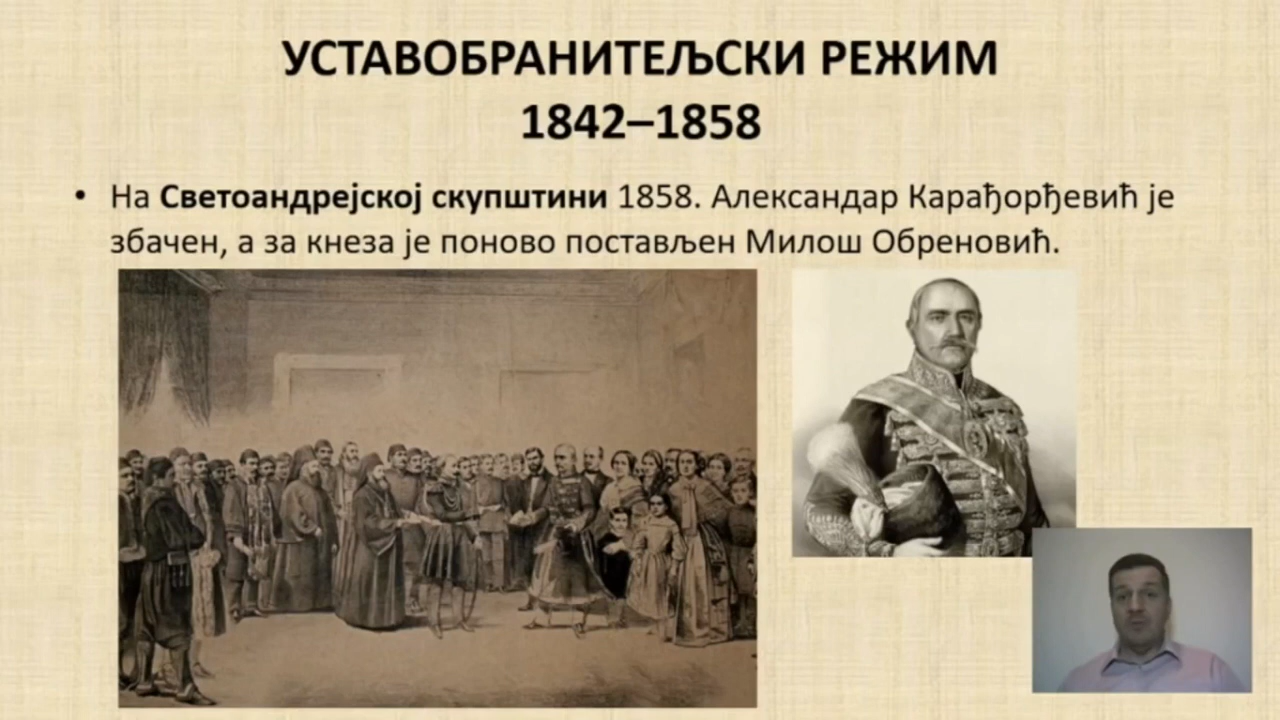 УСТАВОБРАНИТЕЉСКИ РЕЖИМ
1842–1858
• На Светоандрејској скупштини 1858. Александар Карађорђевић је
збачен, а за кнеза је поново постављен Милош Обреновић.